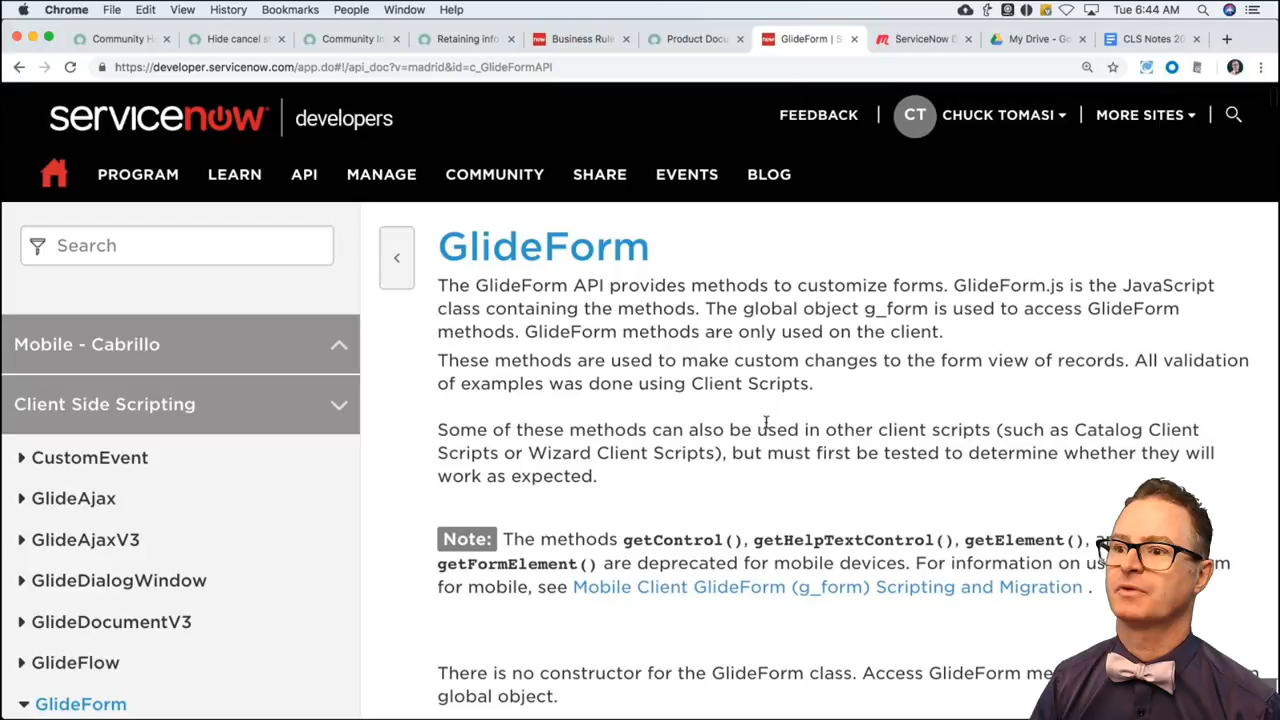 Chrome File Edit View History Bookmarks People Window Help Tue 6:44 AM
Community H Hide cancel s Community I Retaining info Business Rule Product Docu GlideForm | S ServiceNow D My Drive - Go CLS Notes 20
https://developer.servicenow.com/app.do#!/api_doc?v=madrid&id=c_GlideFormAPI
servicenow developers FEEDBACK CT CHUCK TOMASI MORE SITES
PROGRAM LEARN API MANAGE COMMUNITY SHARE EVENTS BLOG
Search
Mobile - Cabrillo
Client Side Scripting
CustomEvent
GlideAjax
GlideAjaxV3
GlideDialogWindow
GlideDocumentV3
GlideFlow
GlideForm
GlideForm
The GlideForm API provides methods to customize forms. GlideForm.js is the JavaScript
class containing the methods. The global object g_form is used to access GlideForm
methods. GlideForm methods are only used on the client.
These methods are used to make custom changes to the form view of records. All validation
of examples was done using Client Scripts.
Some of these methods can also be used in other client scripts (such as Catalog Client
Scripts or Wizard Client Scripts), but must first be tested to determine whether they will
work as expected.
Note: The methods getControl(), getHelpTextControl(), getElement(),
getFormElement() are deprecated for mobile devices. For information on
for mobile, see Mobile Client GlideForm (g_form) Scripting and Migration .
There is no constructor for the GlideForm class. Access GlideForm
global object.